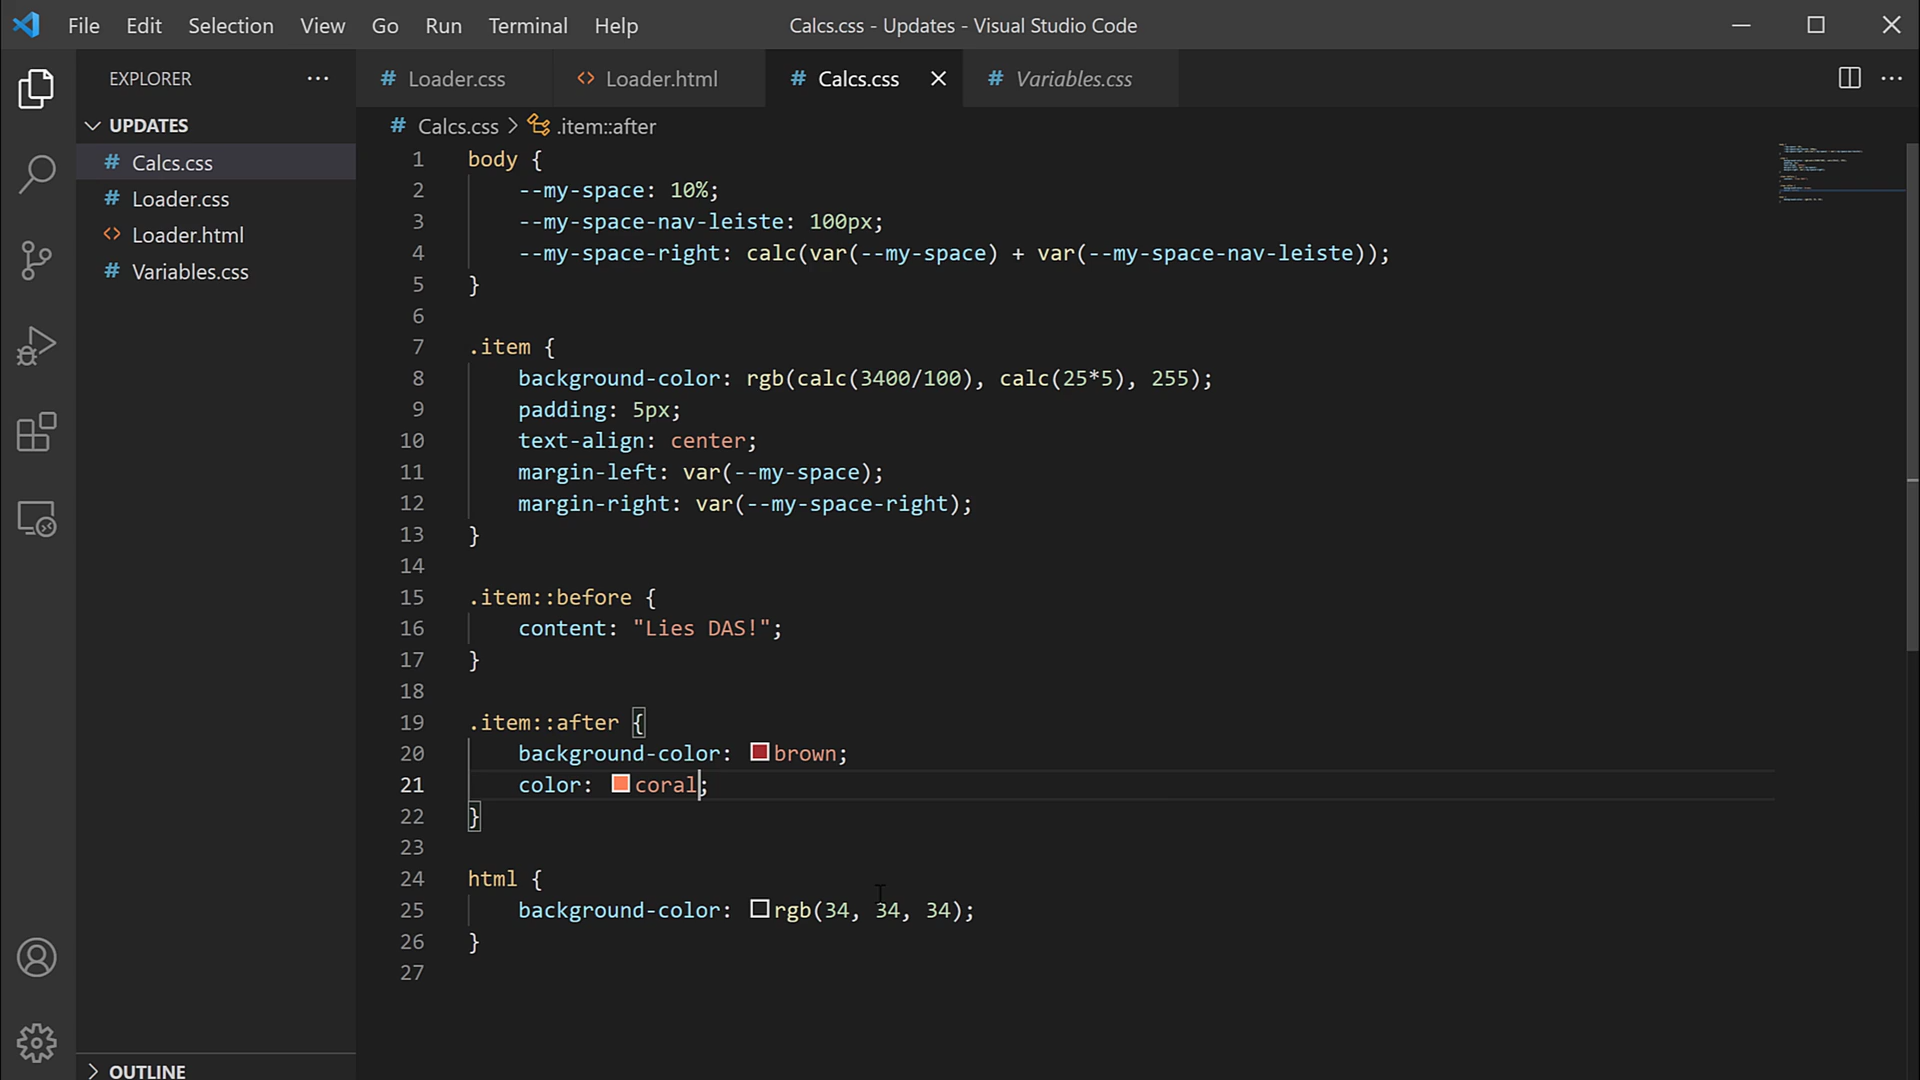 File Edit Selection View Go Run Terminal Help
Calcs.css - Updates - Visual Studio Code
EXPLORER
UPDATES
# Calcs.css
# Loader.css
<> Loader.html
# Variables.css
OUTLINE
# Loader.css <> Loader.html # Calcs.css # Variables.css
# Calcs.css > .item::after
1 body {
2 --my-space: 10%;
3 --my-space-nav-leiste: 100px;
4 --my-space-right: calc(var(--my-space) + var(--my-space-nav-leiste));
5 }
6
7 .item {
8 background-color: rgb(calc(3400/100), calc(25*5), 255);
9 padding: 5px;
10 text-align: center;
11 margin-left: var(--my-space);
12 margin-right: var(--my-space-right);
13 }
14
15 .item::before {
16 content: "Lies DAS!";
17 }
18
19 .item::after {
20 background-color: brown;
21 color: coral;
22 }
23
24 html {
25 background-color: rgb(34, 34, 34);
26 }
27